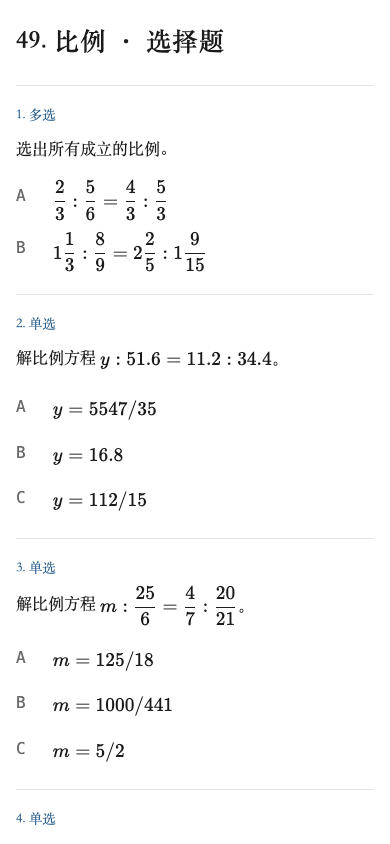 49. 比例 · 选择题
1. 多选
选出所有成立的比例。
A 2/3 : 5/6 = 4/3 : 5/3
B 1 1/3 : 8/9 = 2 2/5 : 1 9/15
2. 单选
解比例方程 y : 51.6 = 11.2 : 34.4。
A y = 5547/35
B y = 16.8
C y = 112/15
3. 单选
解比例方程 m : 25/6 = 4/7 : 20/21。
A m = 125/18
B m = 1000/441
C m = 5/2
4. 单选